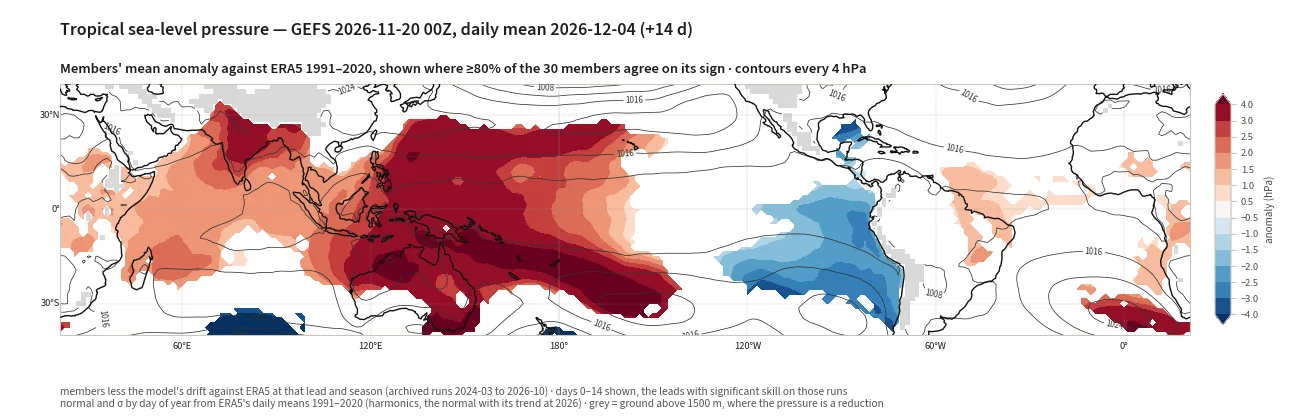 Tropical sea-level pressure — GEFS 2026-11-20 00Z, daily mean 2026-12-04 (+14 d)
Members' mean anomaly against ERA5 1991–2020, shown where ≥80% of the 30 members agree on its sign · contours every 4 hPa
1024
1008
1016
1016
1016
1016
30°N
1016
1016
1016
0°
1016
1008
30°S
1016
1016
60°E
120°E
180°
120°W
60°W
0°
4.0
3.0
2.5
2.0
1.5
1.0
0.5
−0.5
−1.0
−1.5
−2.0
−2.5
−3.0
−4.0
anomaly (hPa)
members less the model's drift against ERA5 at that lead and season (archived runs 2024-03 to 2026-10) · days 0–14 shown, the leads with significant skill on those runs
normal and σ by day of year from ERA5's daily means 1991–2020 (harmonics, the normal with its trend at 2026) · grey = ground above 1500 m, where the pressure is a reduction